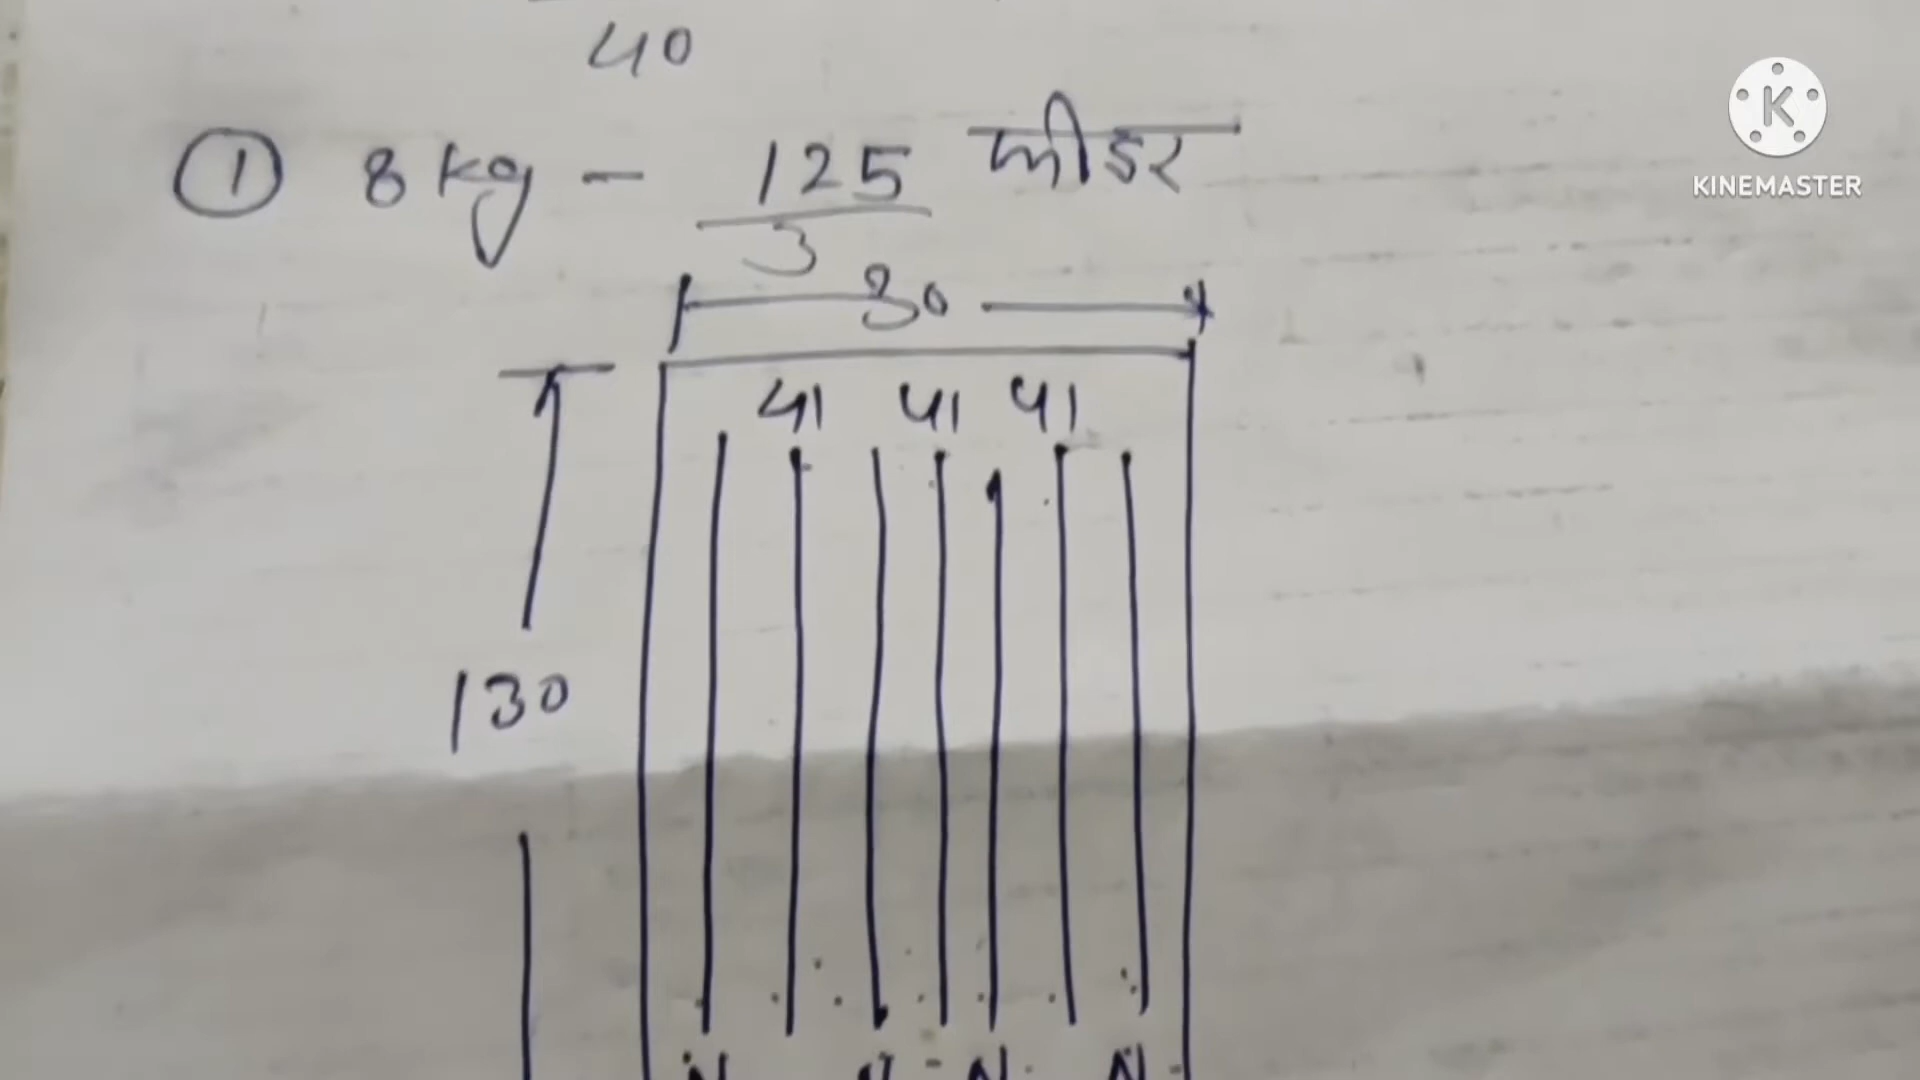 40
① 8 kg - 125 फीडर
3
30
41 41 41
130
N N - N N
K
KINEMASTER